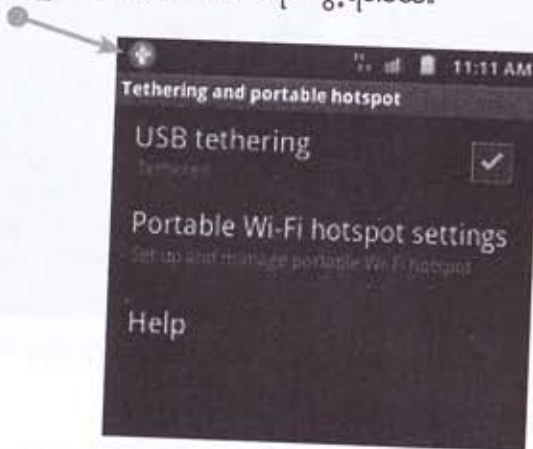 11:11 AM
Tethering and portable hotspot
USB tethering
Tethered
Portable Wi-Fi hotspot settings
Set up and manage portable Wi-Fi hotspot
Help